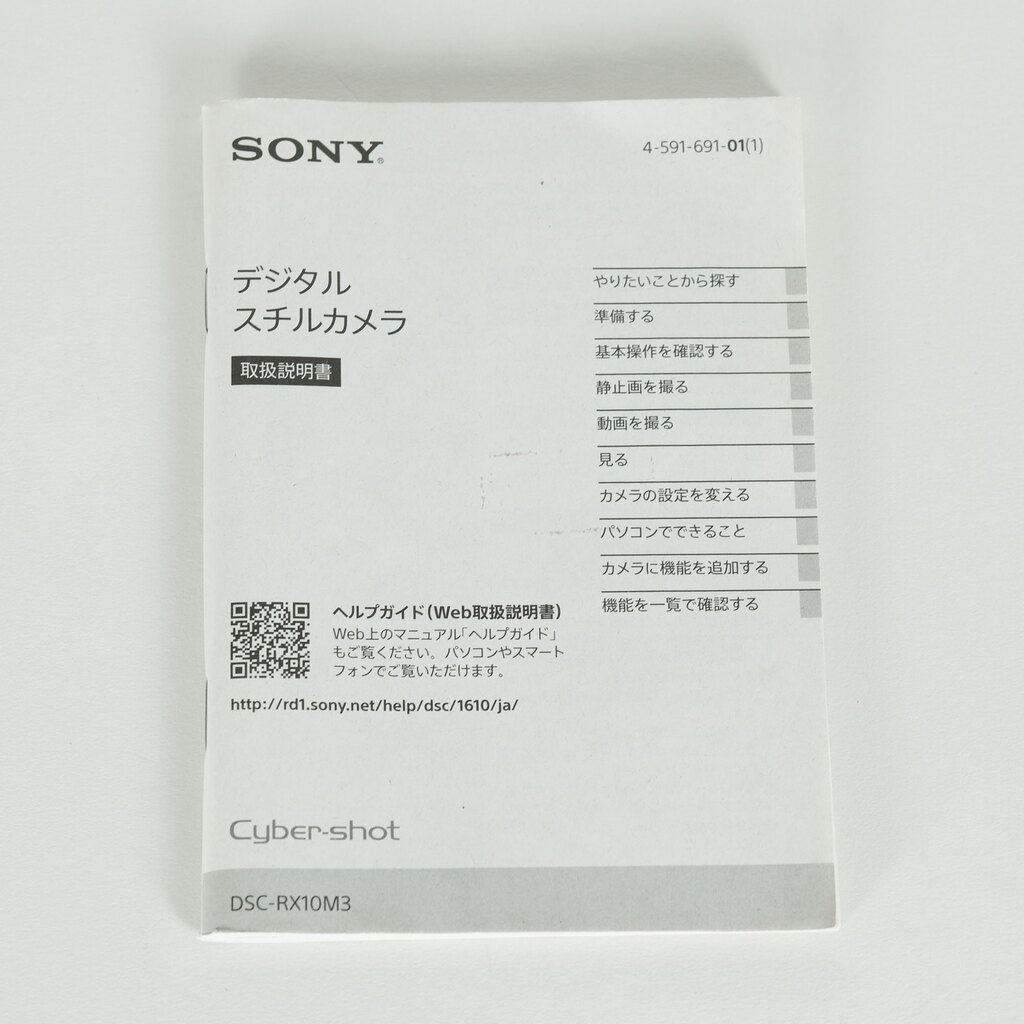 SONY®
4-591-691-01(1)
デジタル
スチルカメラ
取扱説明書
やりたいことから探す
準備する
基本操作を確認する
静止画を撮る
動画を撮る
見る
カメラの設定を変える
パソコンでできること
カメラに機能を追加する
機能を一覧で確認する
ヘルプガイド(Web取扱説明書)
Web上のマニュアル「ヘルプガイド」
もご覧ください。パソコンやスマート
フォンでご覧いただけます。
http://rd1.sony.net/help/dsc/1610/ja/
Cyber-shot
DSC-RX10M3